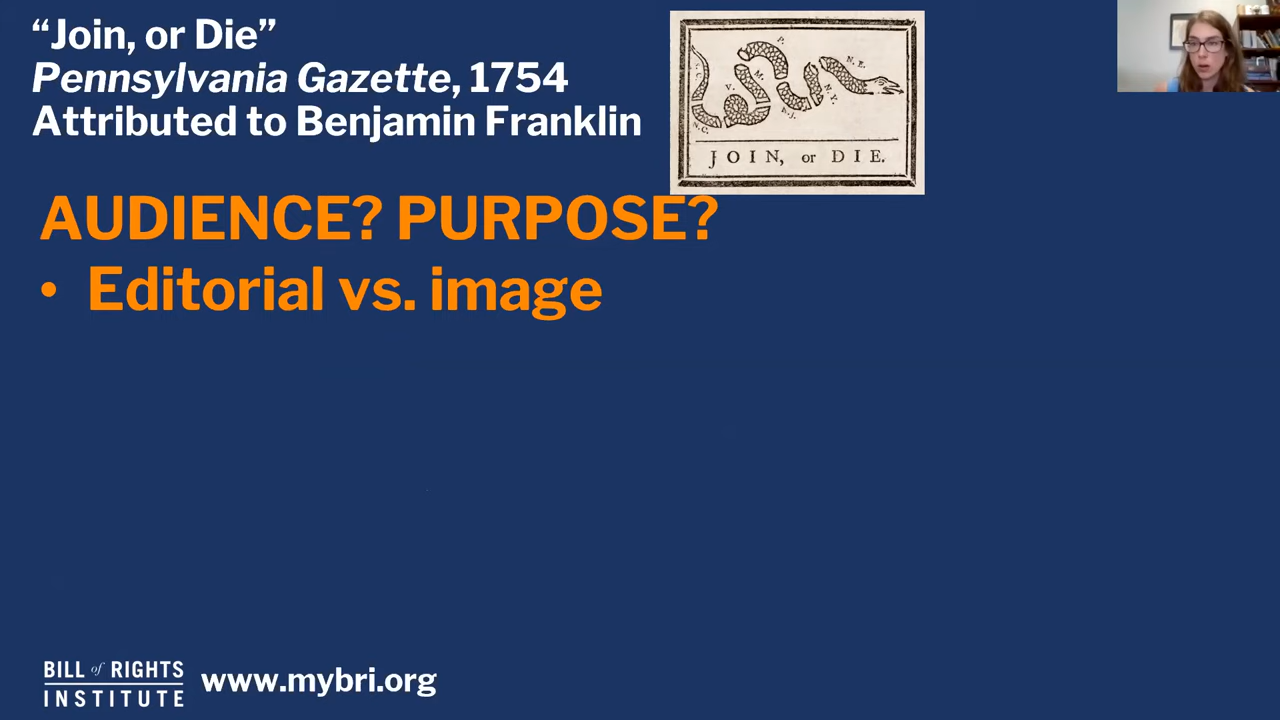 “Join, or Die”
Pennsylvania Gazette, 1754
Attributed to Benjamin Franklin
JOIN, or DIE.
N.E.
N.Y.
N.J.
P.
M.
V.
N.C.
AUDIENCE? PURPOSE?
• Editorial vs. image
BILL of RIGHTS
INSTITUTE
www.mybri.org